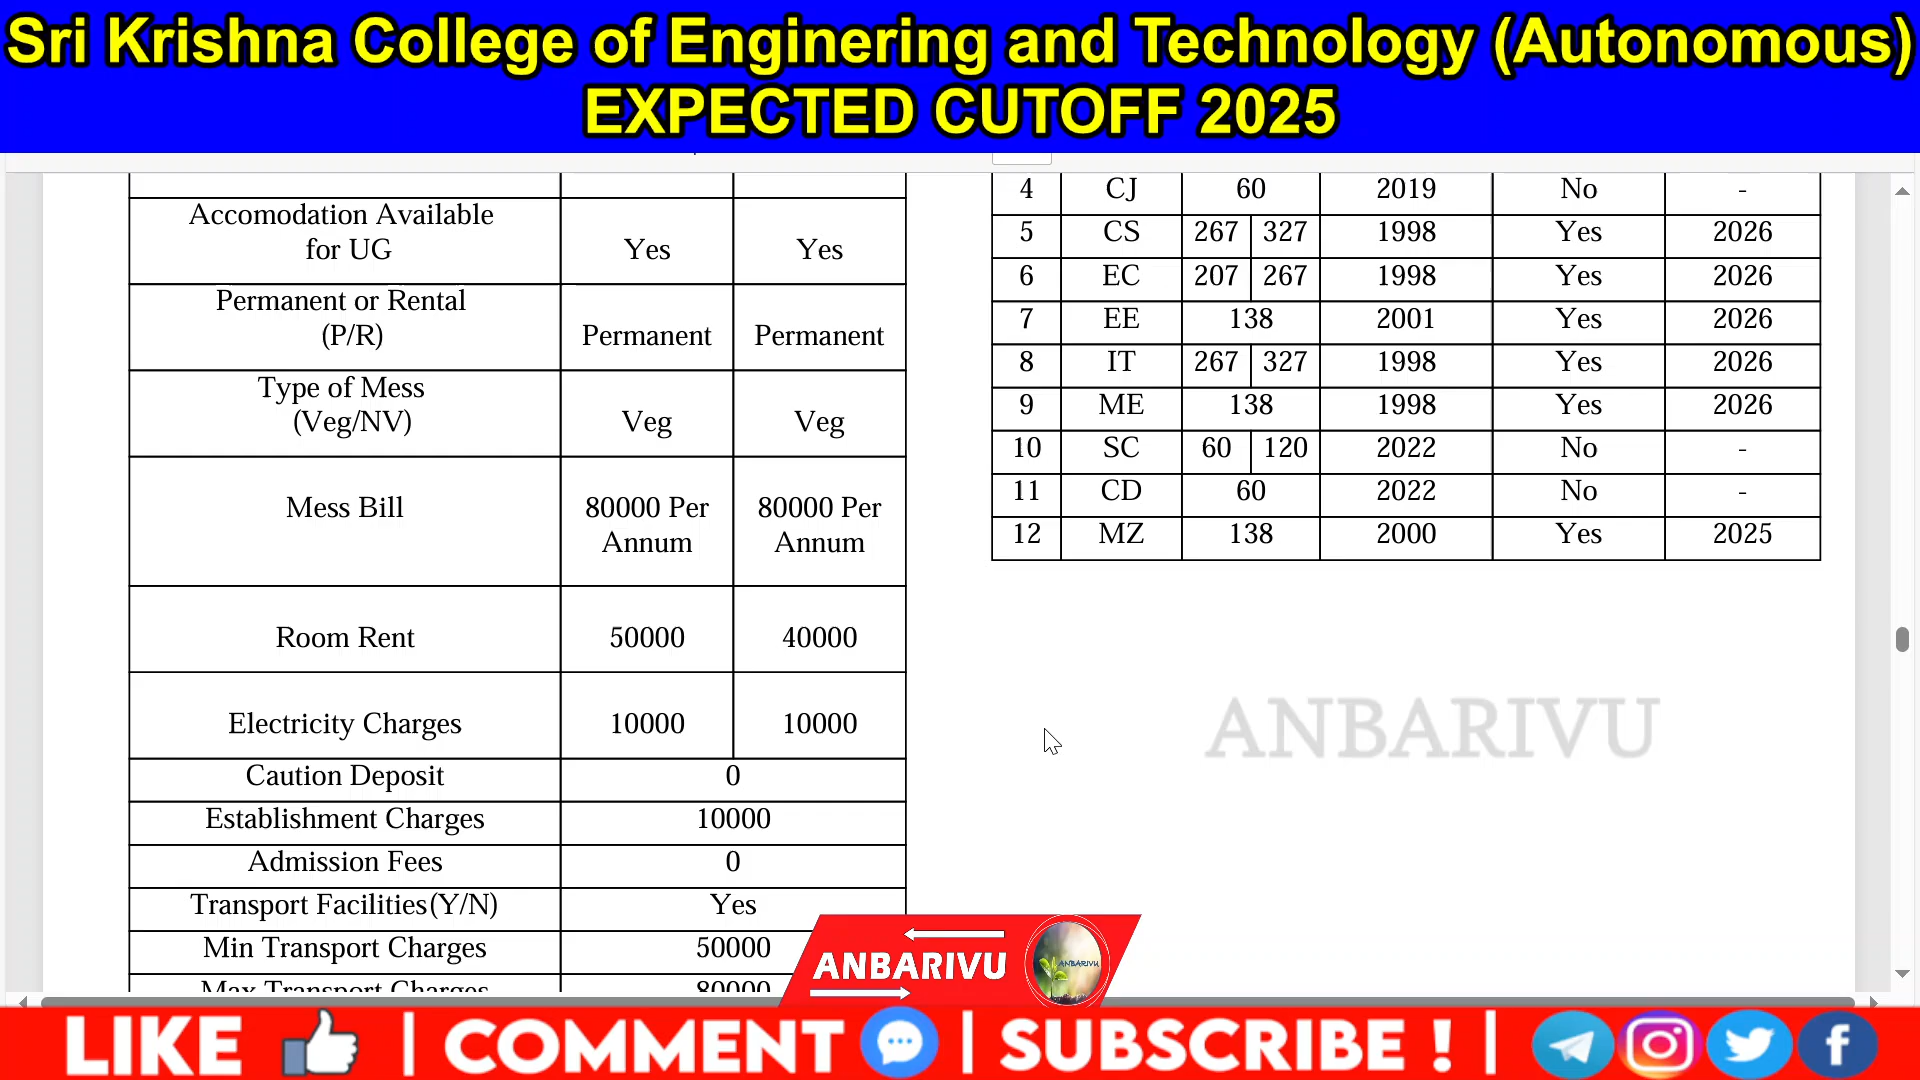 Sri Krishna College of Enginering and Technology (Autonomous)
EXPECTED CUTOFF 2025
Accomodation Available
for UG Yes Yes
Permanent or Rental
(P/R) Permanent Permanent
Type of Mess
(Veg/NV) Veg Veg
Mess Bill 80000 Per 80000 Per
Annum Annum
Room Rent 50000 40000
Electricity Charges 10000 10000
Caution Deposit 0
Establishment Charges 10000
Admission Fees 0
Transport Facilities(Y/N) Yes
Min Transport Charges 50000
Max Transport Charges 80000
4 CJ 60 2019 No -
5 CS 267 327 1998 Yes 2026
6 EC 207 267 1998 Yes 2026
7 EE 138 2001 Yes 2026
8 IT 267 327 1998 Yes 2026
9 ME 138 1998 Yes 2026
10 SC 60 120 2022 No -
11 CD 60 2022 No -
12 MZ 138 2000 Yes 2025
ANBARIVU
ANBARIVU
ANBARIVU
LIKE | COMMENT | SUBSCRIBE ! |